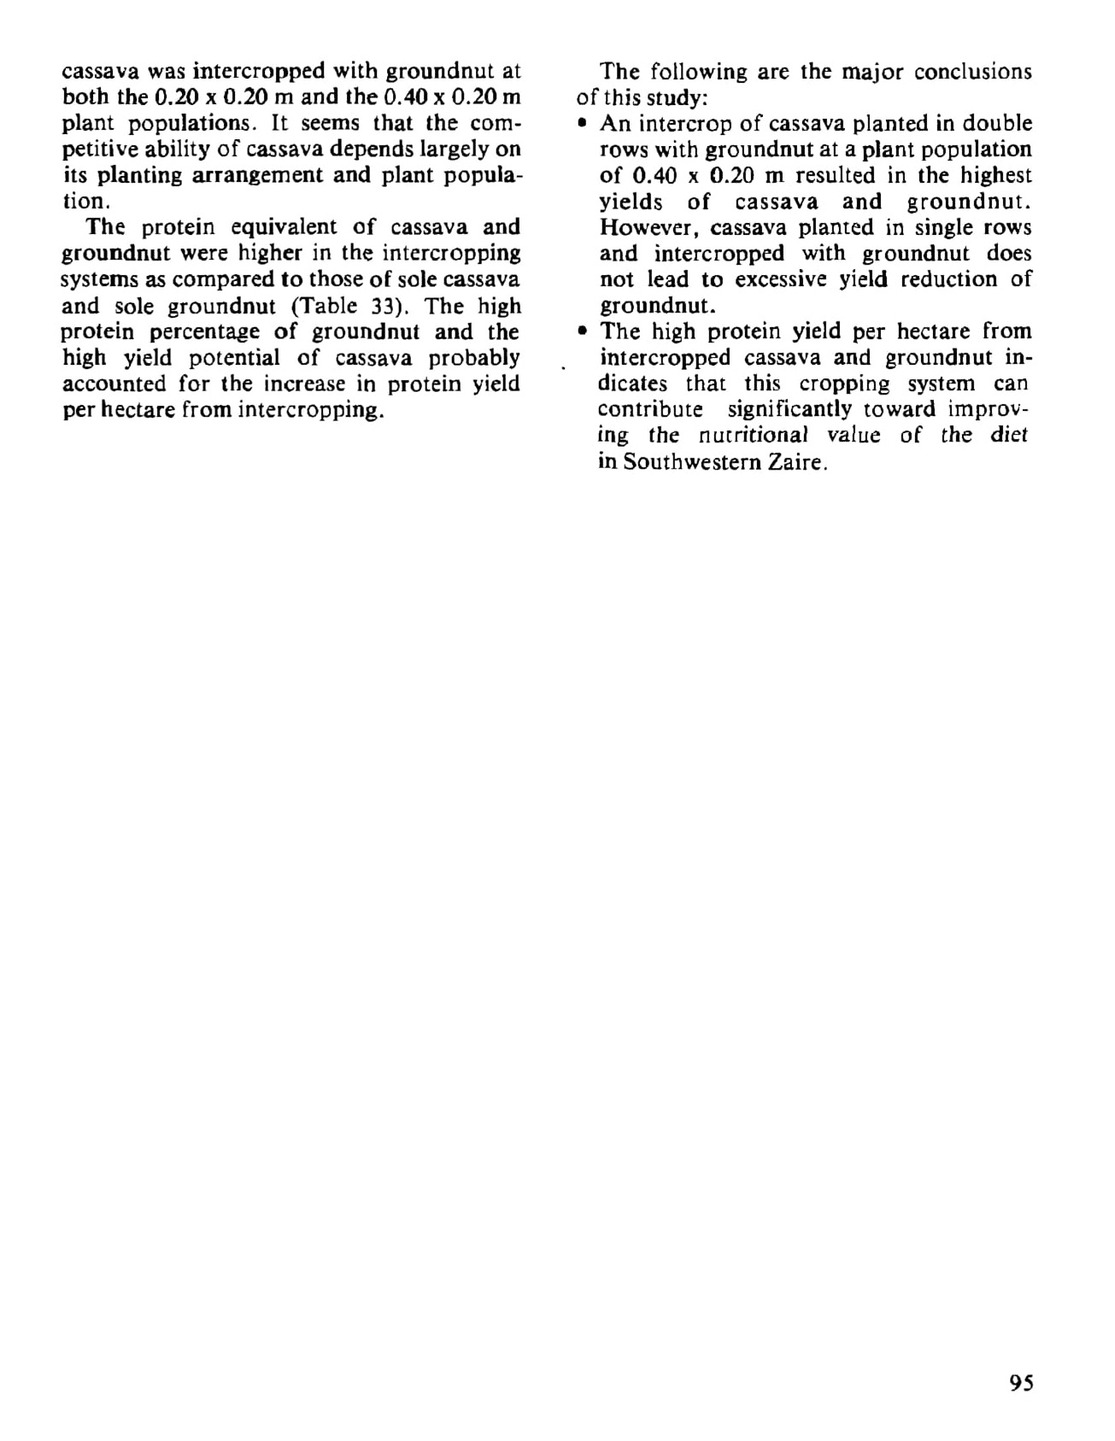 cassava was intercropped with groundnut at
both the 0.20 x 0.20 m and the 0.40 x 0.20 m
plant populations. It seems that the com-
petitive ability of cassava depends largely on
its planting arrangement and plant popula-
tion.
The protein equivalent of cassava and
groundnut were higher in the intercropping
systems as compared to those of sole cassava
and sole groundnut (Table 33). The high
protein percentage of groundnut and the
high yield potential of cassava probably
accounted for the increase in protein yield
per hectare from intercropping.
The following are the major conclusions
of this study:
• An intercrop of cassava planted in double
rows with groundnut at a plant population
of 0.40 x 0.20 m resulted in the highest
yields of cassava and groundnut.
However, cassava planted in single rows
and intercropped with groundnut does
not lead to excessive yield reduction of
groundnut.
• The high protein yield per hectare from
intercropped cassava and groundnut in-
dicates that this cropping system can
contribute significantly toward improv-
ing the nutritional value of the diet
in Southwestern Zaire.
95